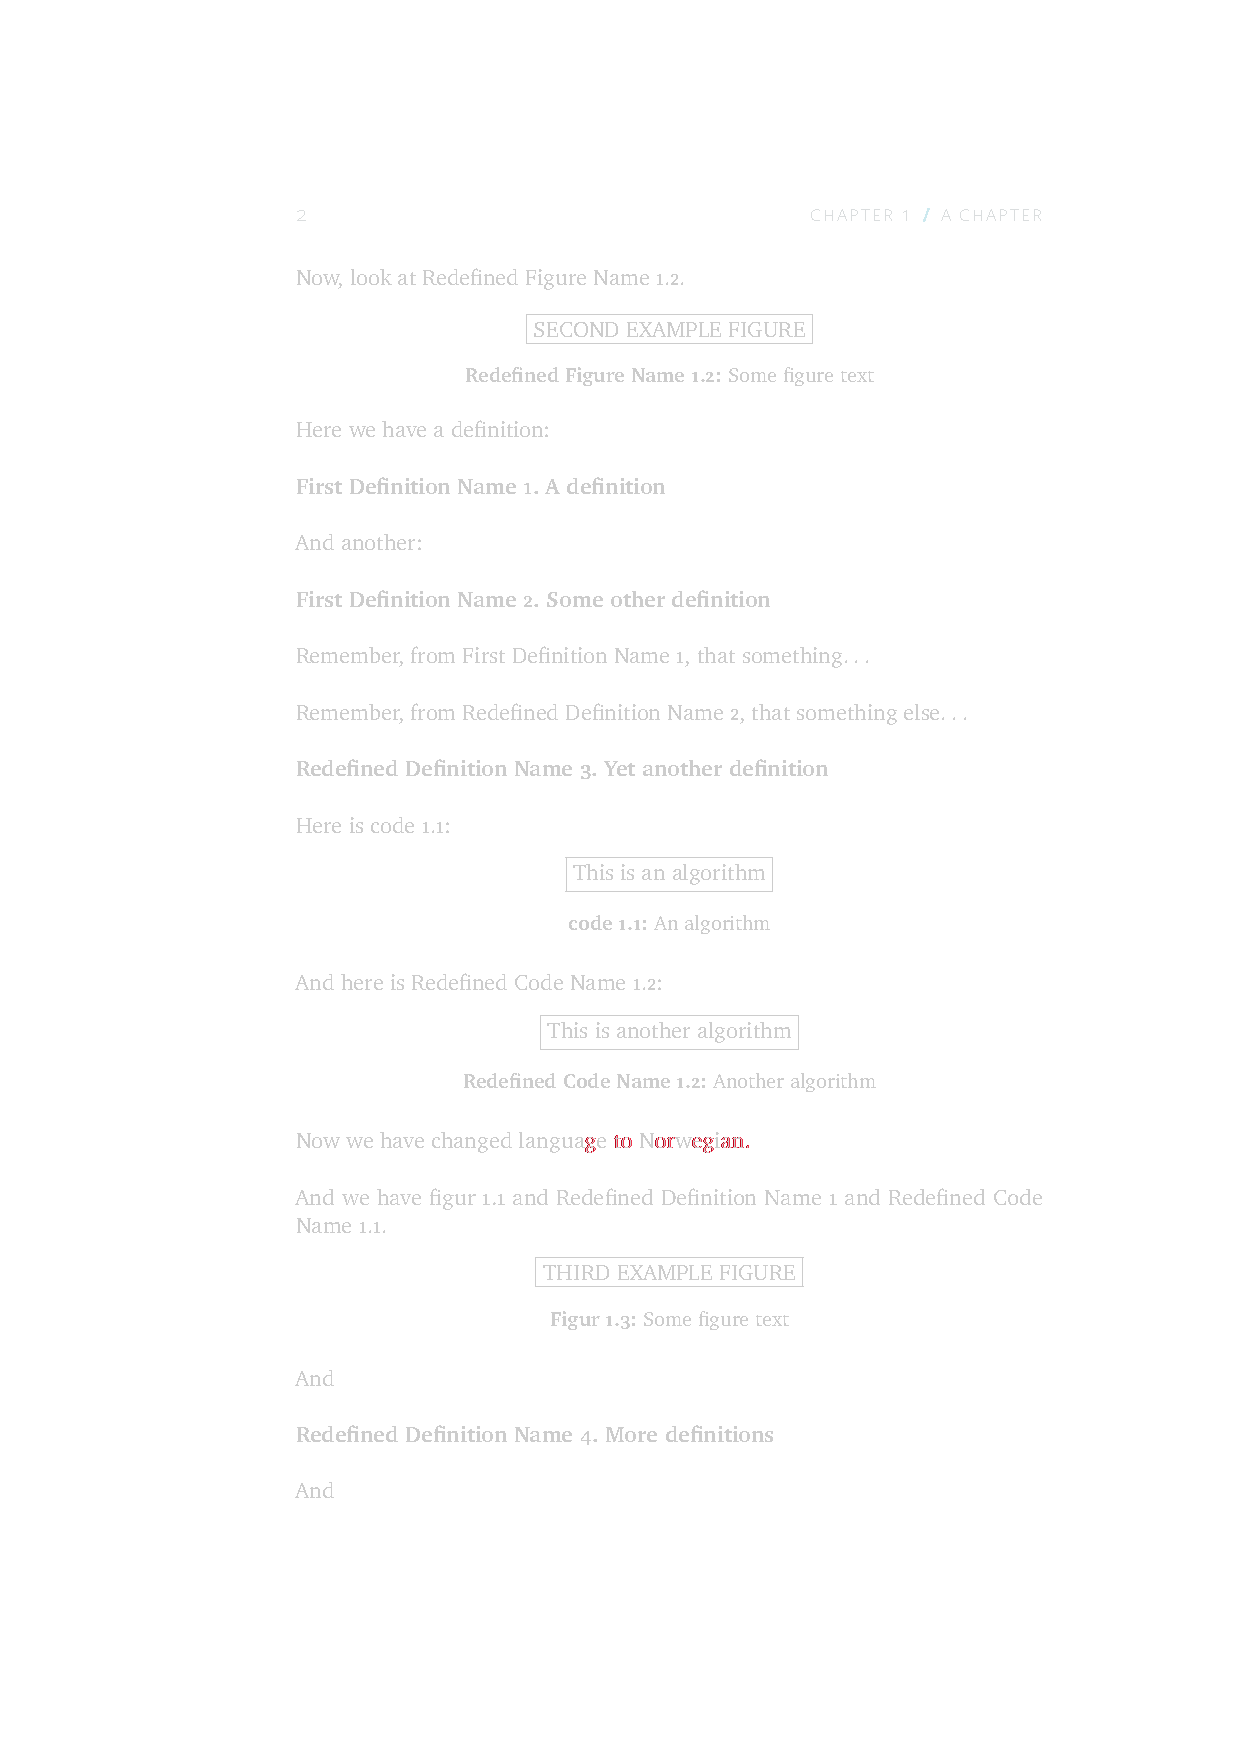 2 CHAPTER 1 / A CHAPTER
Now, look at Redefined Figure Name 1.2.
SECOND EXAMPLE FIGURE
Redefined Figure Name 1.2: Some figure text
Here we have a definition:
First Definition Name 1. A definition
And another:
First Definition Name 2. Some other definition
Remember, from First Definition Name 1, that something. . .
Remember, from Redefined Definition Name 2, that something else. . .
Redefined Definition Name 3. Yet another definition
Here is code 1.1:
This is an algorithm
code 1.1: An algorithm
And here is Redefined Code Name 1.2:
This is another algorithm
Redefined Code Name 1.2: Another algorithm
Now we have changed language to Norwegian.
And we have figur 1.1 and Redefined Definition Name 1 and Redefined Code
Name 1.1.
THIRD EXAMPLE FIGURE
Figur 1.3: Some figure text
And
Redefined Definition Name 4. More definitions
And